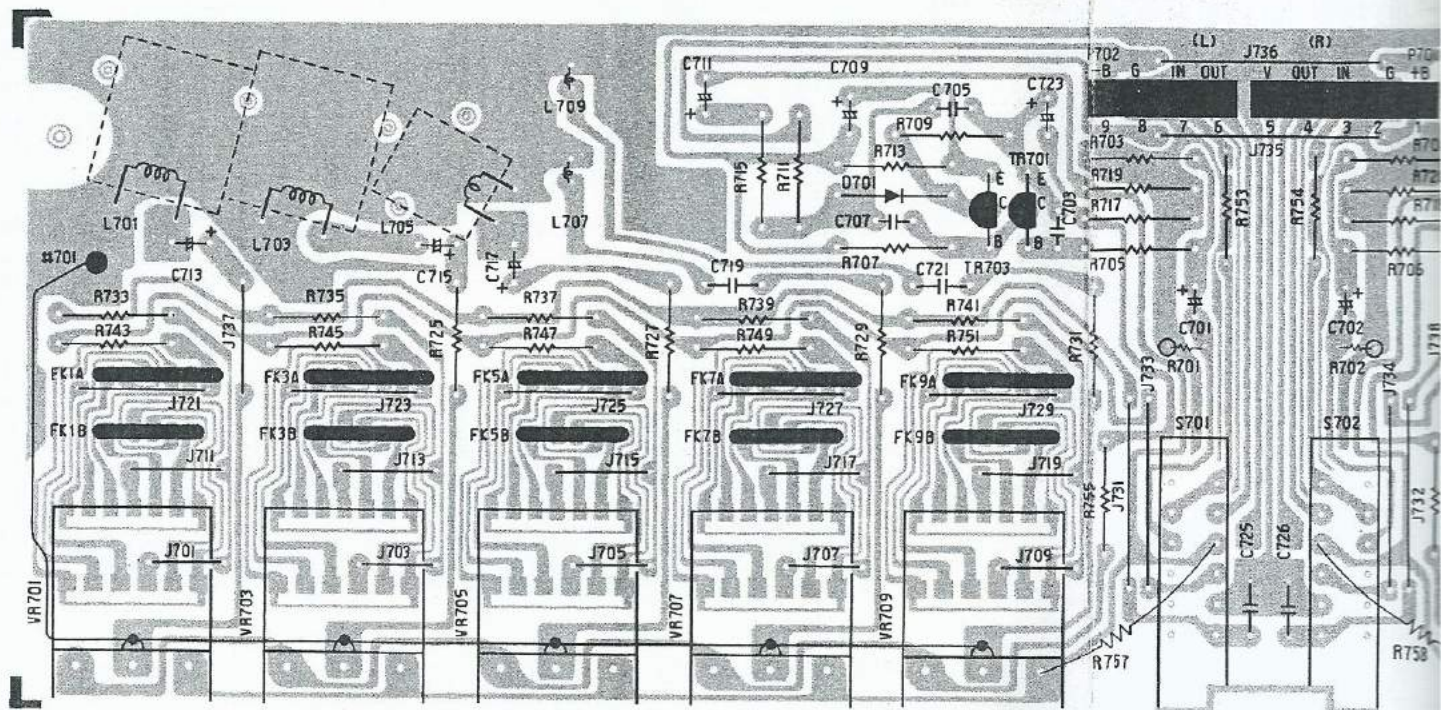 (L) J736 (R)
P702 P701
-B G IN OUT V OUT IN G +B
9 8 7 6 5 4 3 2
J735
C711 C709 C705 C723
L709
R709
R713 TR701
R715 R711
D701 E E
C C
C707 C703
B B
R707 TR703
R703
R719
R717
R705
R753 R754
R706
L701 L703 L705 L707
#701
C713 C715 C717 C719 C721
R733 R735 R737 R739 R741
R743 R745 R747 R749 R751
J737 R725 R727 R729 R731
C701 C702
R701 R702
J733 J734
FK1A FK3A FK5A FK7A FK9A
J721 J723 J725 J727 J729
FK1B FK3B FK5B FK7B FK9B
J711 J713 J715 J717 J719
S701 S702
R755 J731 J732
C725 C726
J701 J703 J705 J707 J709
VR701 VR703 VR705 VR707 VR709
R757 R758